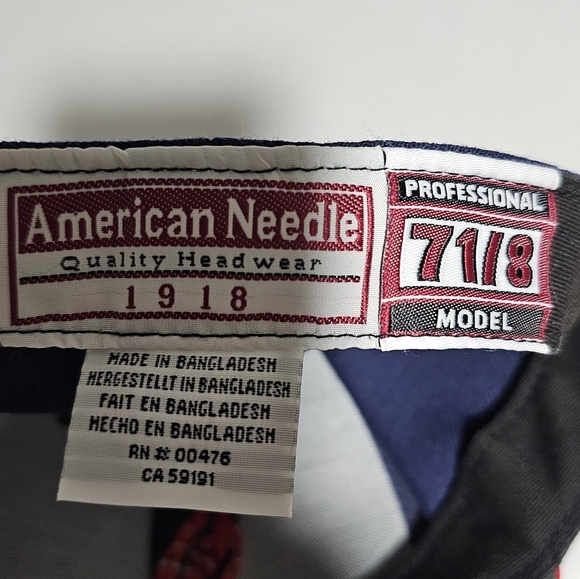 American Needle
Quality Headwear
1918
PROFESSIONAL
7 1/8
MODEL
MADE IN BANGLADESH
HERGESTELLT IN BANGLADESH
FAIT EN BANGLADESH
HECHO EN BANGLADESH
RN # 00476
CA 59191